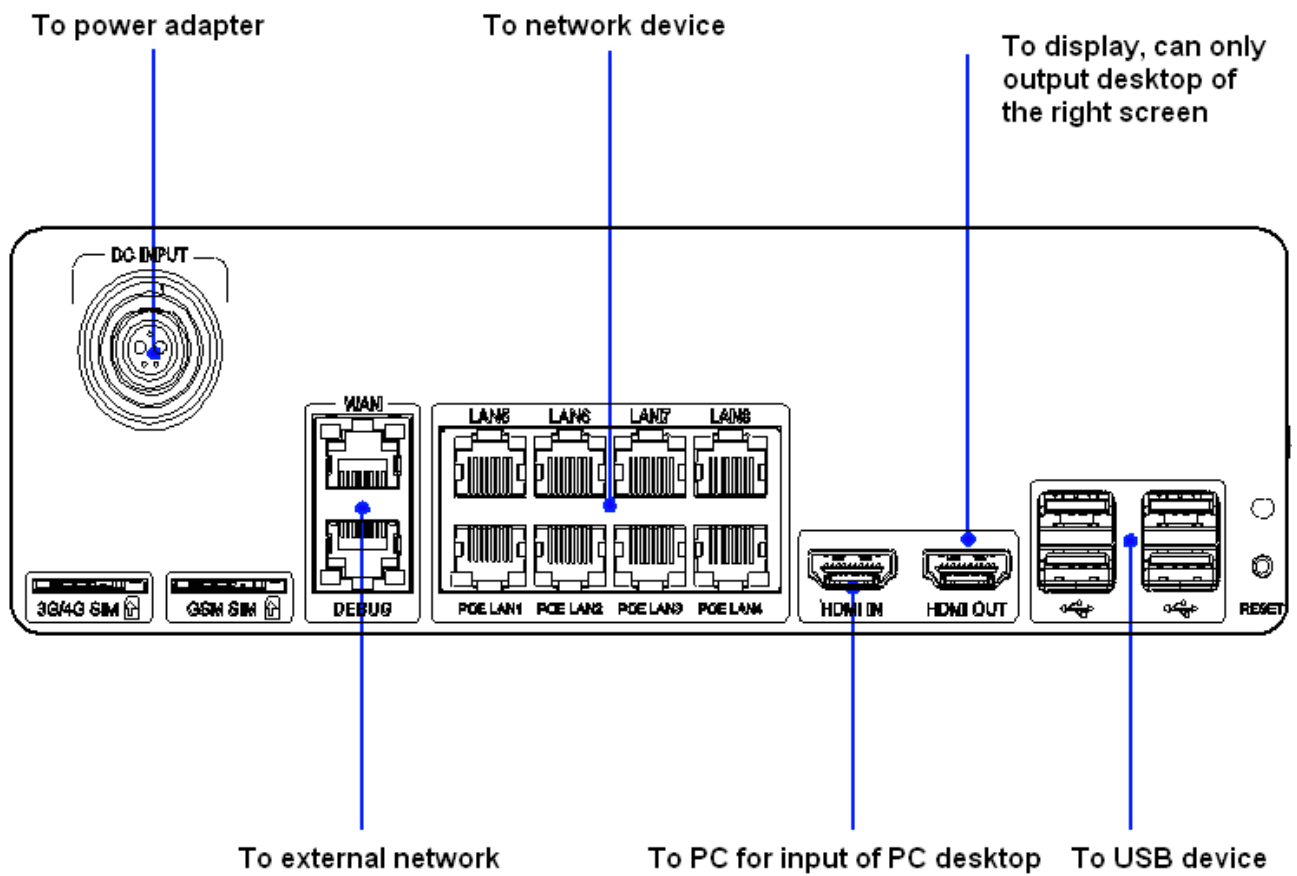 To power adapter
To network device
To display, can only
output desktop of
the right screen
DC INPUT
1
WAN
LAN5 LAN6 LAN7 LAN8
3G/4G SIM
GSM SIM
DEBUG
POE LAN1 POE LAN2 POE LAN3 POE LAN4
HDMI IN
HDMI OUT
RESET
To external network
To PC for input of PC desktop
To USB device